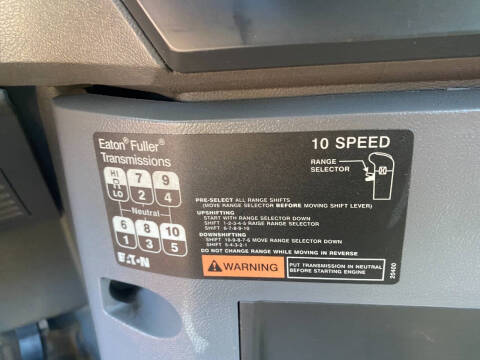 Eaton® Fuller®
Transmissions
10 SPEED
RANGE
SELECTOR
HI
R
LO
7
2
9
4
Neutral
6
1
8
3
10
5
EATON
PRE-SELECT ALL RANGE SHIFTS
(MOVE RANGE SELECTOR BEFORE MOVING SHIFT LEVER)
UPSHIFTING
START WITH RANGE SELECTOR DOWN
SHIFT 1-2-3-4-5 RAISE RANGE SELECTOR
SHIFT 6-7-8-9-10
DOWNSHIFTING
SHIFT 10-9-8-7-6 MOVE RANGE SELECTOR DOWN
SHIFT 5-4-3-2-1
DO NOT CHANGE RANGE WHILE MOVING IN REVERSE
WARNING
PUT TRANSMISSION IN NEUTRAL
BEFORE STARTING ENGINE